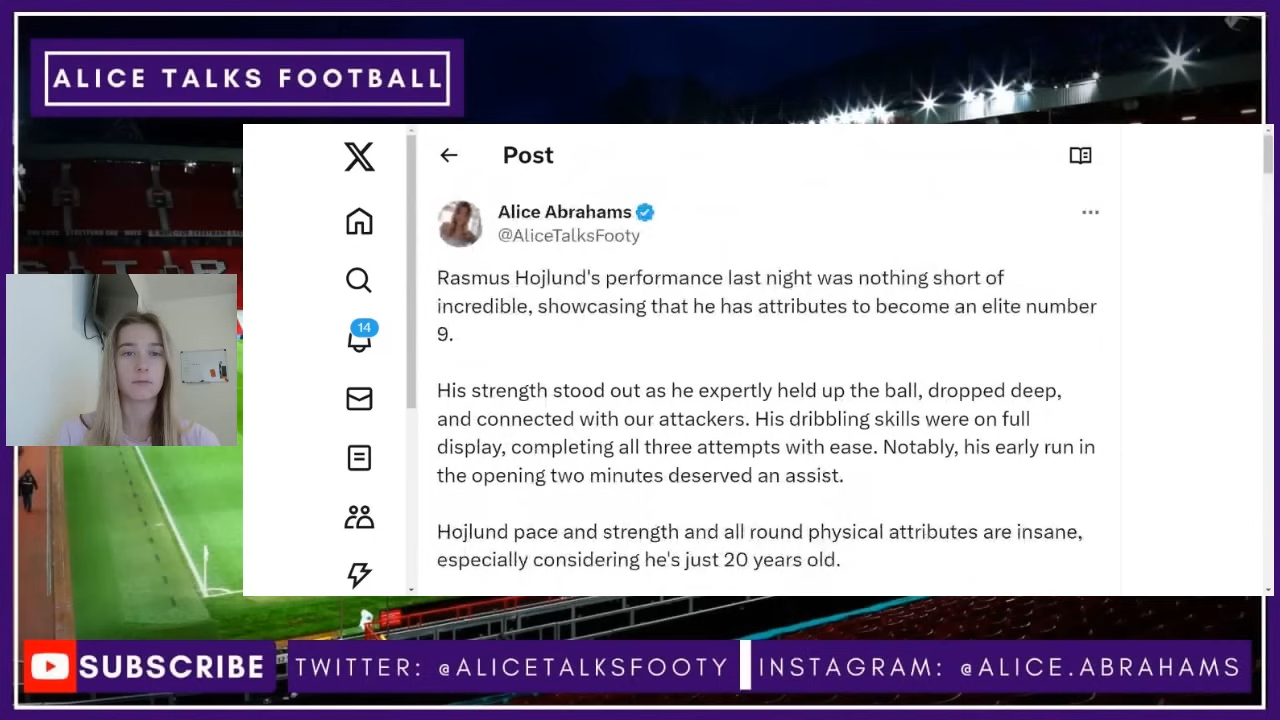 ALICE TALKS FOOTBALL
Post
Alice Abrahams
@AliceTalksFooty
Rasmus Hojlund's performance last night was nothing short of
incredible, showcasing that he has attributes to become an elite number
9.
14
His strength stood out as he expertly held up the ball, dropped deep,
and connected with our attackers. His dribbling skills were on full
display, completing all three attempts with ease. Notably, his early run in
the opening two minutes deserved an assist.
Hojlund pace and strength and all round physical attributes are insane,
especially considering he's just 20 years old.
SUBSCRIBE
TWITTER: @ALICETALKSFOOTY
INSTAGRAM: @ALICE.ABRAHAMS